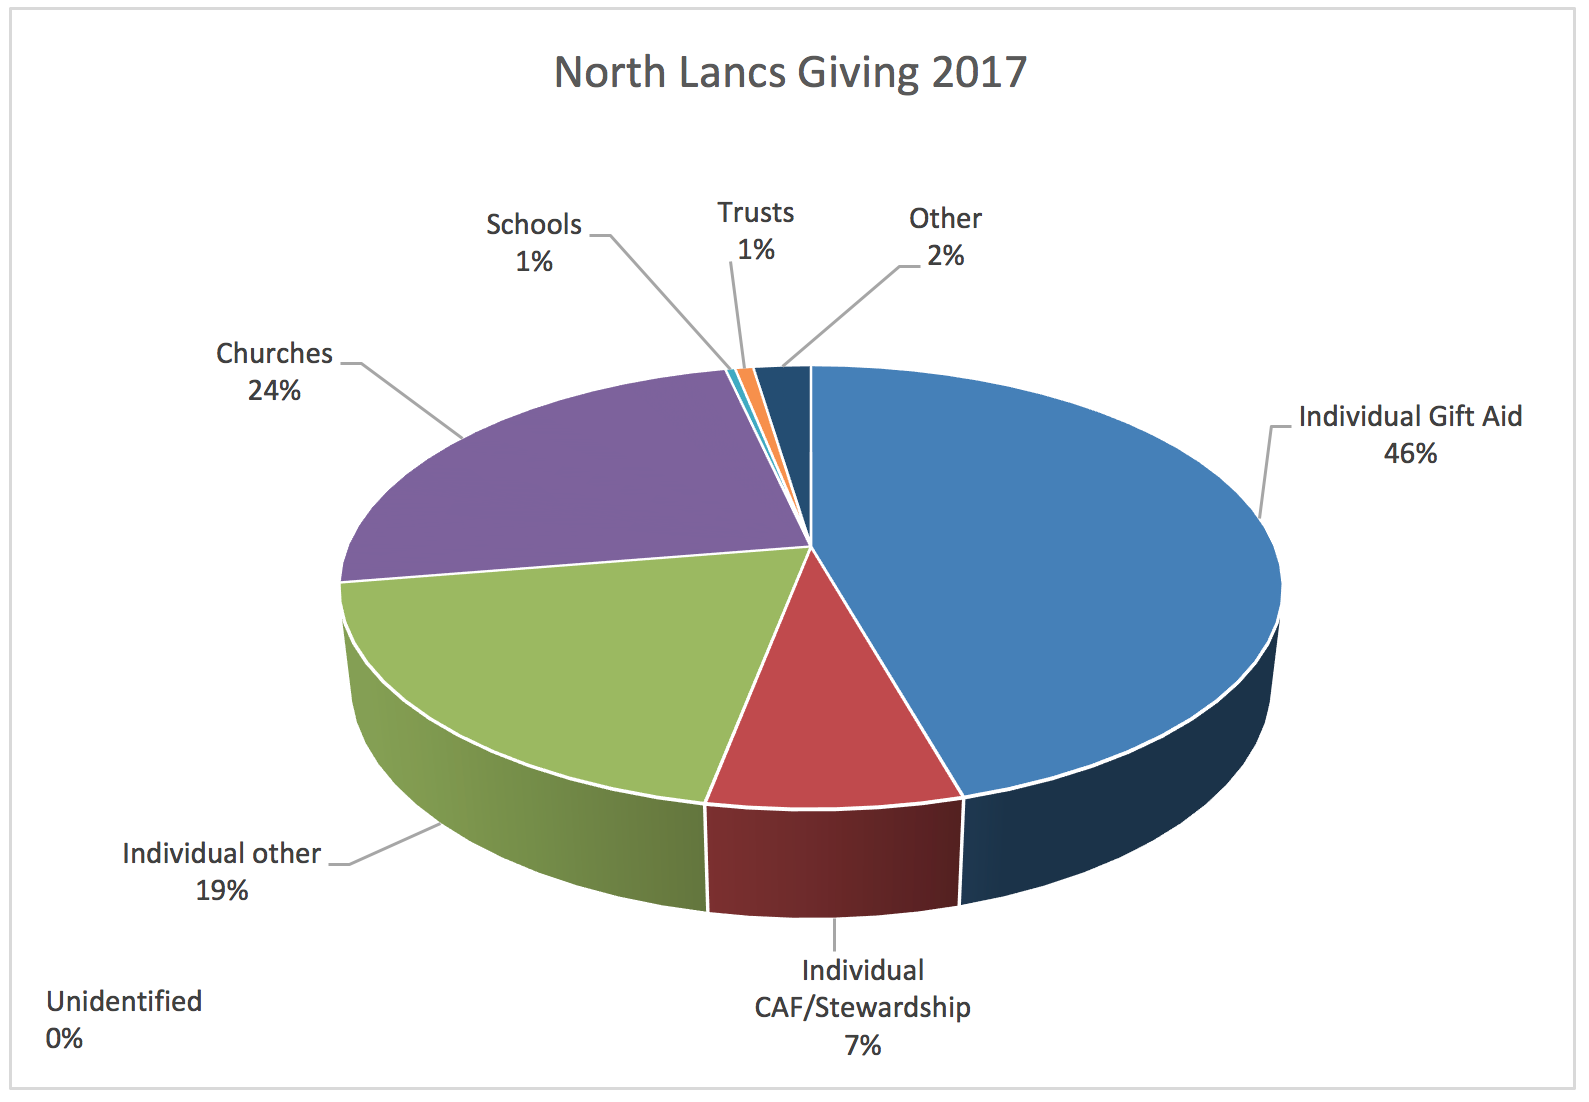 North Lancs Giving 2017
Schools
1%
Trusts
1%
Other
2%
Churches
24%
Individual Gift Aid
46%
Individual other
19%
Individual
CAF/Stewardship
7%
Unidentified
0%